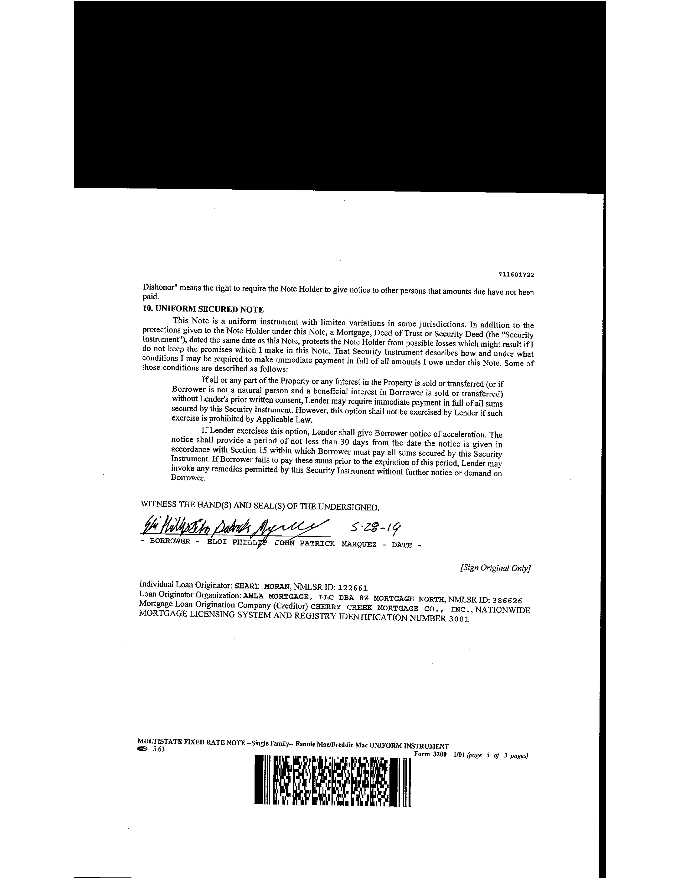 711601722
Dishonor" means the right to require the Note Holder to give notice to other persons that amounts due have not been
paid.
10. UNIFORM SECURED NOTE
This Note is a uniform instrument with limited variations in some jurisdictions. In addition to the
protections given to the Note Holder under this Note, a Mortgage, Deed of Trust or Security Deed (the "Security
Instrument"), dated the same date as this Note, protects the Note Holder from possible losses which might result if I
do not keep the promises which I make in this Note. That Security Instrument describes how and under what
conditions I may be required to make immediate payment in full of all amounts I owe under this Note. Some of
those conditions are described as follows:
If all or any part of the Property or any Interest in the Property is sold or transferred (or if
Borrower is not a natural person and a beneficial interest in Borrower is sold or transferred)
without Lender's prior written consent, Lender may require immediate payment in full of all sums
secured by this Security Instrument. However, this option shall not be exercised by Lender if such
exercise is prohibited by Applicable Law.
If Lender exercises this option, Lender shall give Borrower notice of acceleration. The
notice shall provide a period of not less than 30 days from the date the notice is given in
accordance with Section 15 within which Borrower must pay all sums secured by this Security
Instrument. If Borrower fails to pay these sums prior to the expiration of this period, Lender may
invoke any remedies permitted by this Security Instrument without further notice or demand on
Borrower.
WITNESS THE HAND(S) AND SEAL(S) OF THE UNDERSIGNED.
5-28-19
- BORROWER - ELOI PHILLIP JOHN PATRICK MARQUEZ - DATE -
[Sign Original Only]
Individual Loan Originator: SHARY MORAN, NMLSR ID: 122661
Loan Originator Organization: AMLA MORTGAGE, LLC DBA MORTGAGE NORTH, NMLSR ID: 386626
Mortgage Loan Origination Company (Creditor) CHERRY CREEK MORTGAGE CO., INC., NATIONWIDE
MORTGAGE LICENSING SYSTEM AND REGISTRY IDENTIFICATION NUMBER 3001
MULTISTATE FIXED RATE NOTE --Single Family-- Fannie Mae/Freddie Mac UNIFORM INSTRUMENT
Form 3200 1/01 (page 3 of 3 pages)